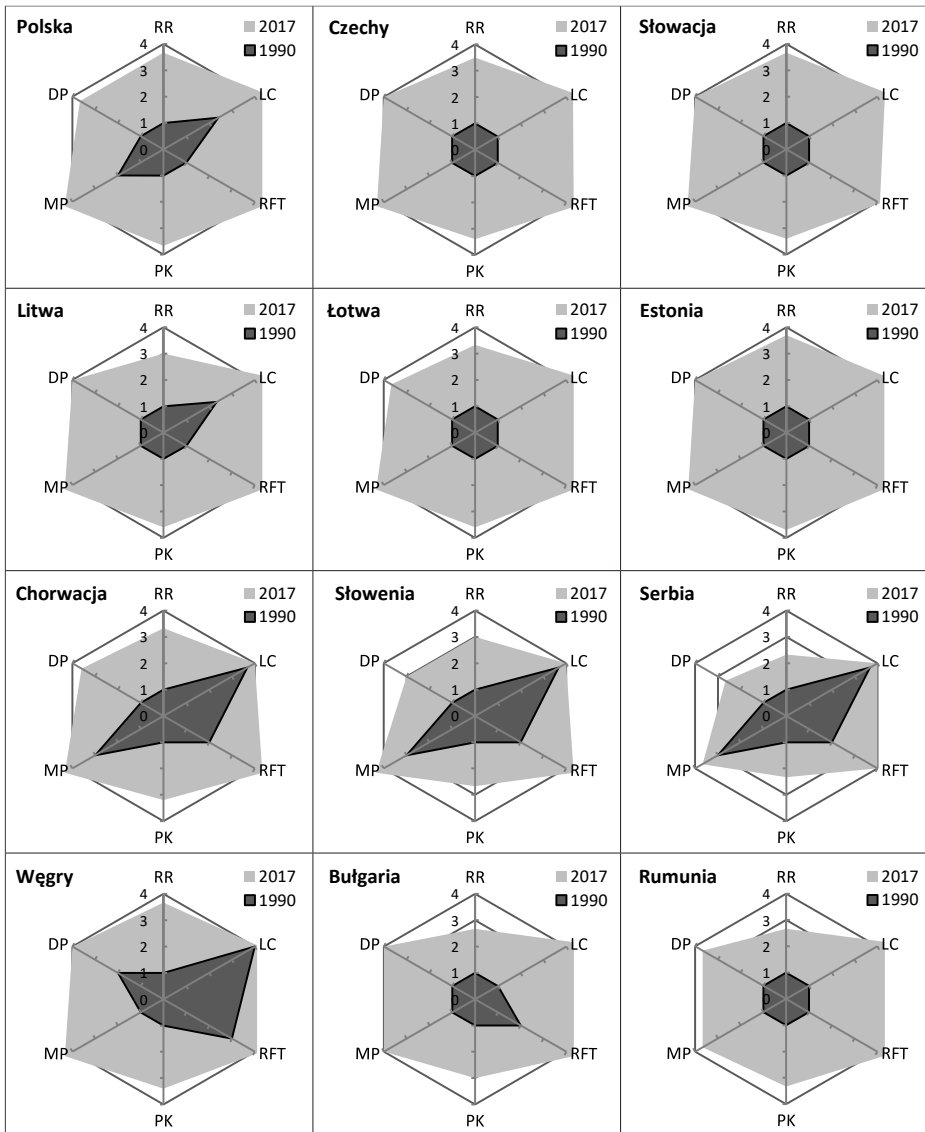 Polska
RR
2017
1990
4
3
2
1
0
DP
LC
MP
RFT
PK
Czechy
RR
2017
1990
4
3
2
1
0
DP
LC
MP
RFT
PK
Słowacja
RR
2017
1990
4
3
2
1
0
DP
LC
MP
RFT
PK
Litwa
RR
2017
1990
4
3
2
1
0
DP
LC
MP
RFT
PK
Łotwa
RR
2017
1990
4
3
2
1
0
DP
LC
MP
RFT
PK
Estonia
RR
2017
1990
4
3
2
1
0
DP
LC
MP
RFT
PK
Chorwacja
RR
2017
1990
4
3
2
1
0
DP
LC
MP
RFT
PK
Słowenia
RR
2017
1990
4
3
2
1
0
DP
LC
MP
RFT
PK
Serbia
RR
2017
1990
4
3
2
1
0
DP
LC
MP
RFT
PK
Węgry
RR
2017
1990
4
3
2
1
0
DP
LC
MP
RFT
PK
Bułgaria
RR
2017
1990
4
3
2
1
0
DP
LC
MP
RFT
PK
Rumunia
RR
2017
1990
4
3
2
1
0
DP
LC
MP
RFT
PK